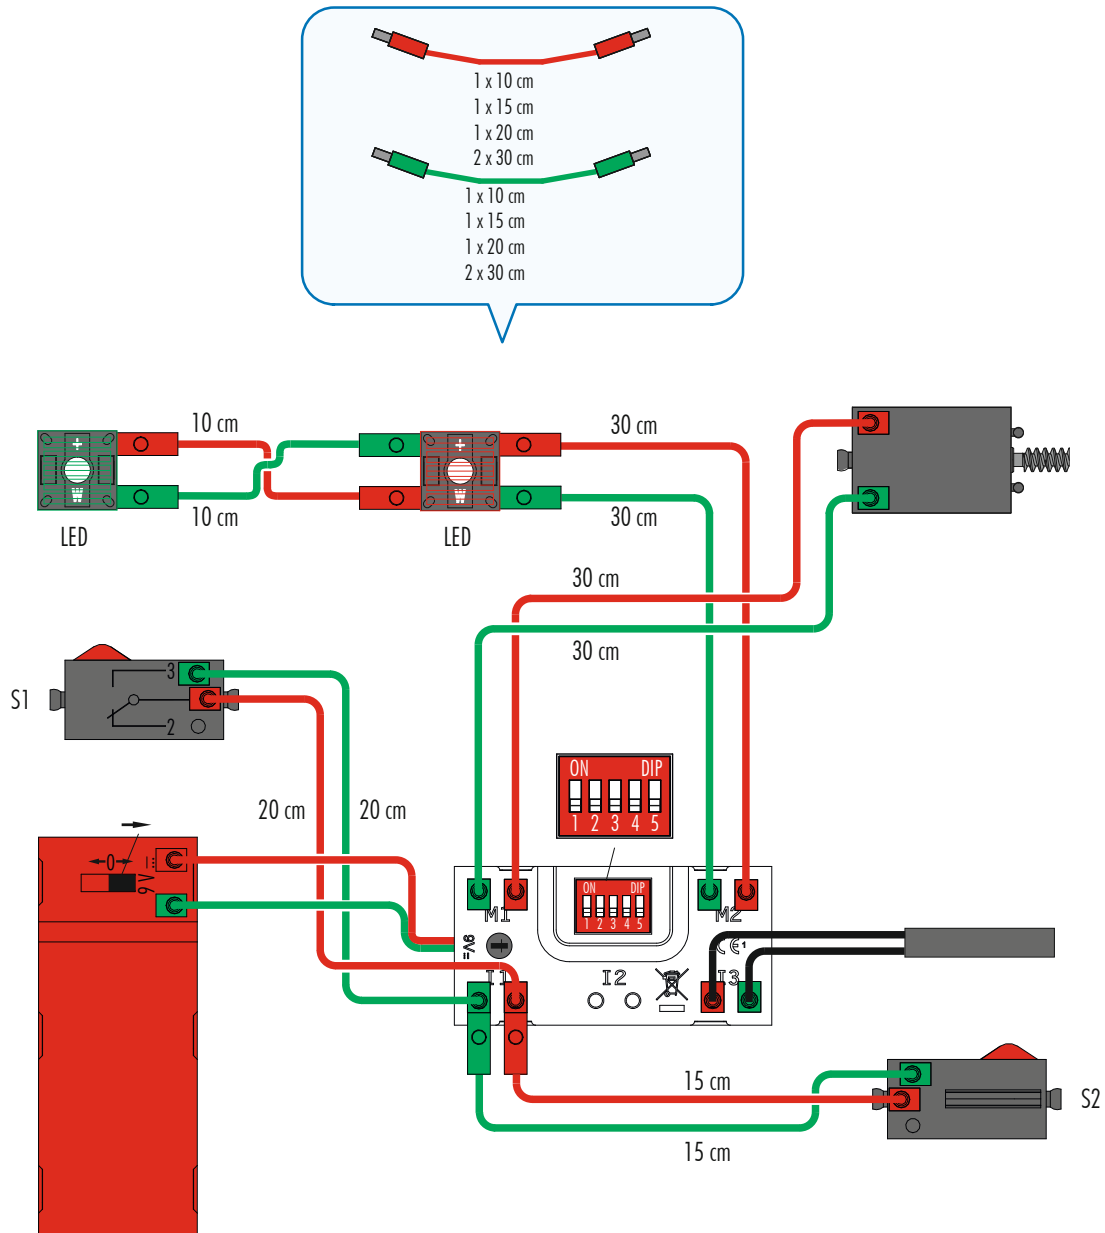 1 x 10 cm
1 x 15 cm
1 x 20 cm
2 x 30 cm
1 x 10 cm
1 x 15 cm
1 x 20 cm
2 x 30 cm
10 cm
30 cm
10 cm
30 cm
LED
LED
30 cm
30 cm
S1
3
2
20 cm
20 cm
ON DIP
1 2 3 4 5
0
9 V
ON DIP
1 2 3 4 5
M1
M2
9V=
CE 1
I1
I2
I3
15 cm
S2
15 cm